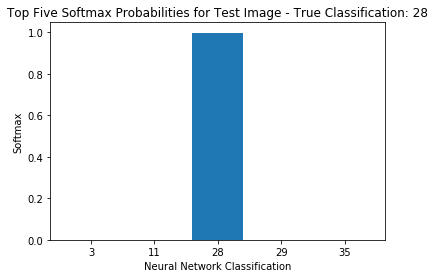 Top Five Softmax Probabilities for Test Image - True Classification: 28
1.0
0.8
0.6
0.4
0.2
0.0
Softmax
3 11 28 29 35
Neural Network Classification